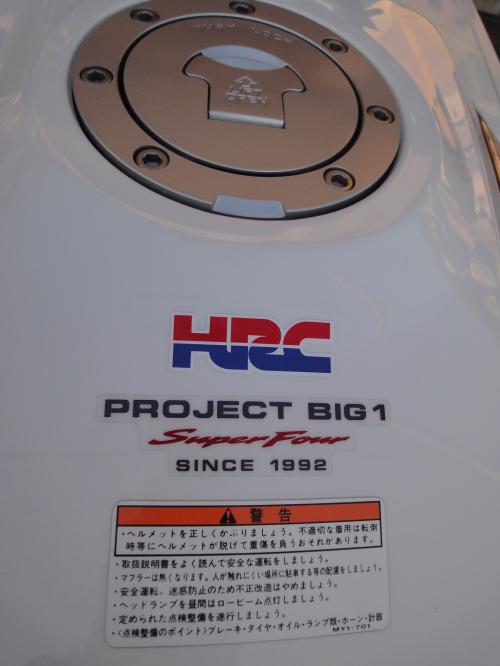 PUSH LOCK
LIFT
OPEN
HRC
PROJECT BIG1
Super Four
SINCE 1992
警告
・ヘルメットを正しくかぶりましょう。不適切な着用は転倒
時等にヘルメットが脱げて重傷を負うおそれがあります。
・取扱説明書をよく読んで安全な運転をしましょう。
・マフラーは熱くなります。人が触れにくい場所に駐車する等の配慮をしましょう。
・安全運転、迷惑防止のため不正改造はやめましょう。
・ヘッドランプを昼間はロービーム点灯しましょう。
・定められた点検整備を遂行しましょう。
・〈点検整備のポイント〉ブレーキ・タイヤ・オイル・ランプ類・ホーン・計器
MY1-701